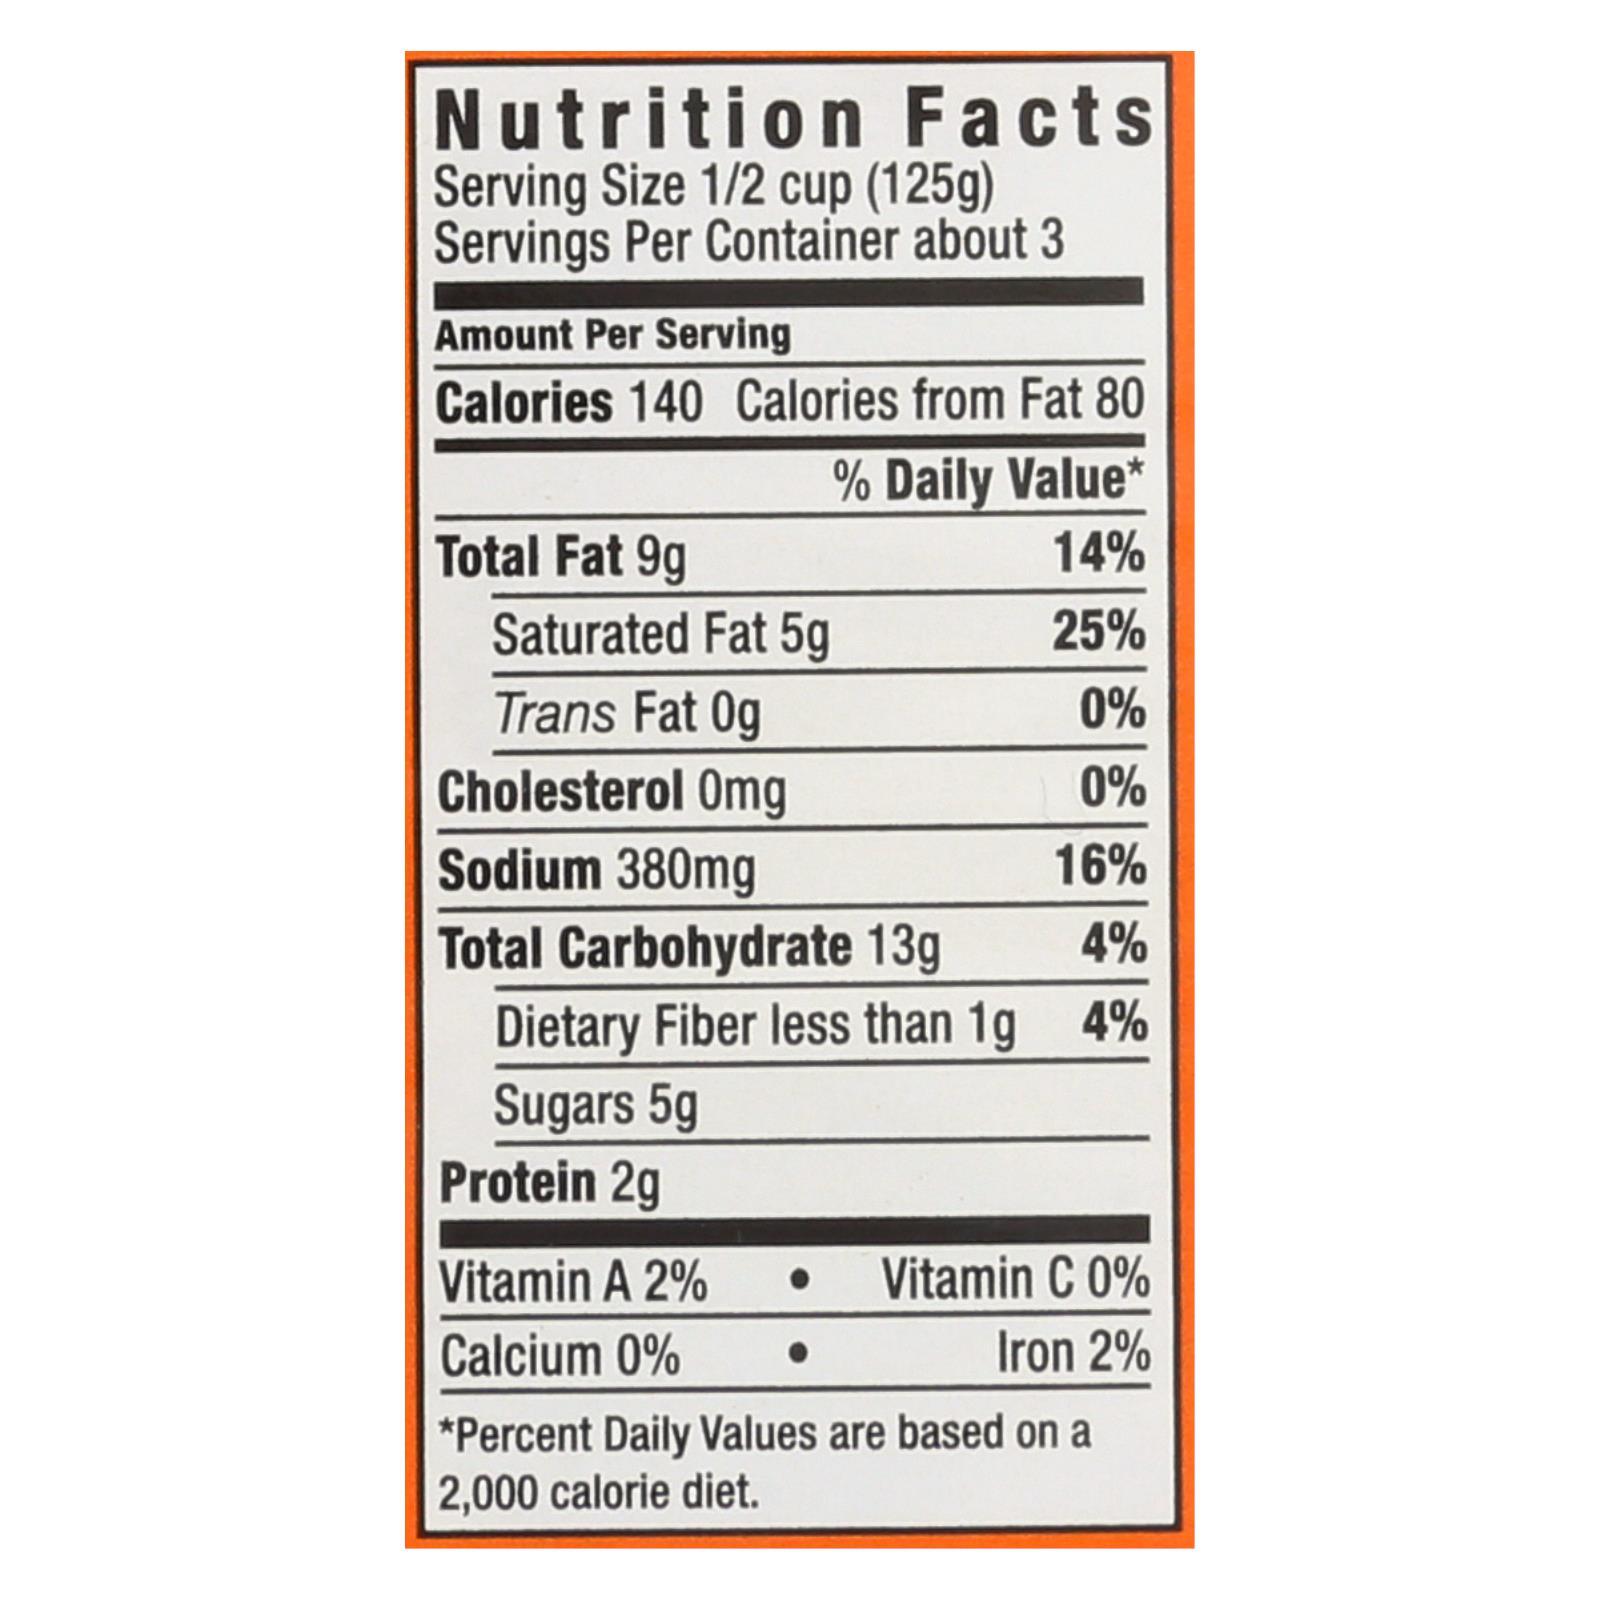 Nutrition Facts
Serving Size 1/2 cup (125g)
Servings Per Container about 3
Amount Per Serving
Calories 140 Calories from Fat 80
% Daily Value*
Total Fat 9g 14%
Saturated Fat 5g 25%
Trans Fat 0g 0%
Cholesterol 0mg 0%
Sodium 380mg 16%
Total Carbohydrate 13g 4%
Dietary Fiber less than 1g 4%
Sugars 5g
Protein 2g
Vitamin A 2% • Vitamin C 0%
Calcium 0% • Iron 2%
*Percent Daily Values are based on a
2,000 calorie diet.